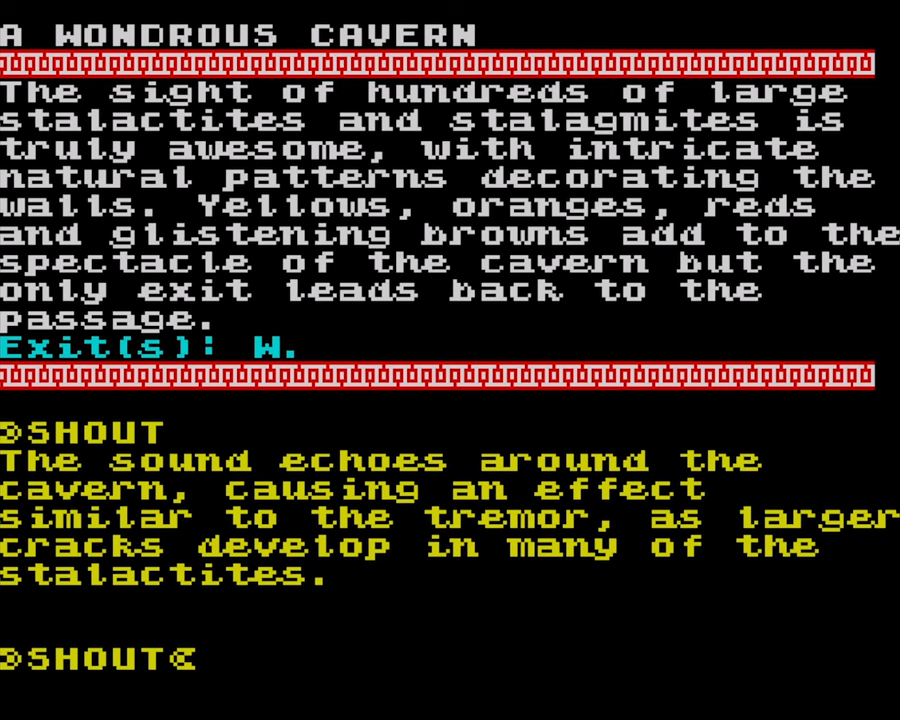 A WONDROUS CAVERN
The sight of hundreds of large
stalactites and stalagmites is
truly awesome, with intricate
natural patterns decorating the
walls. Yellows, oranges, reds
and glistening browns add to the
spectacle of the cavern but the
only exit leads back to the
passage.
Exit(s): W.
SHOUT
The sound echoes around the
cavern, causing an effect
similar to the tremor, as larger
cracks develop in many of the
stalactites.
SHOUT